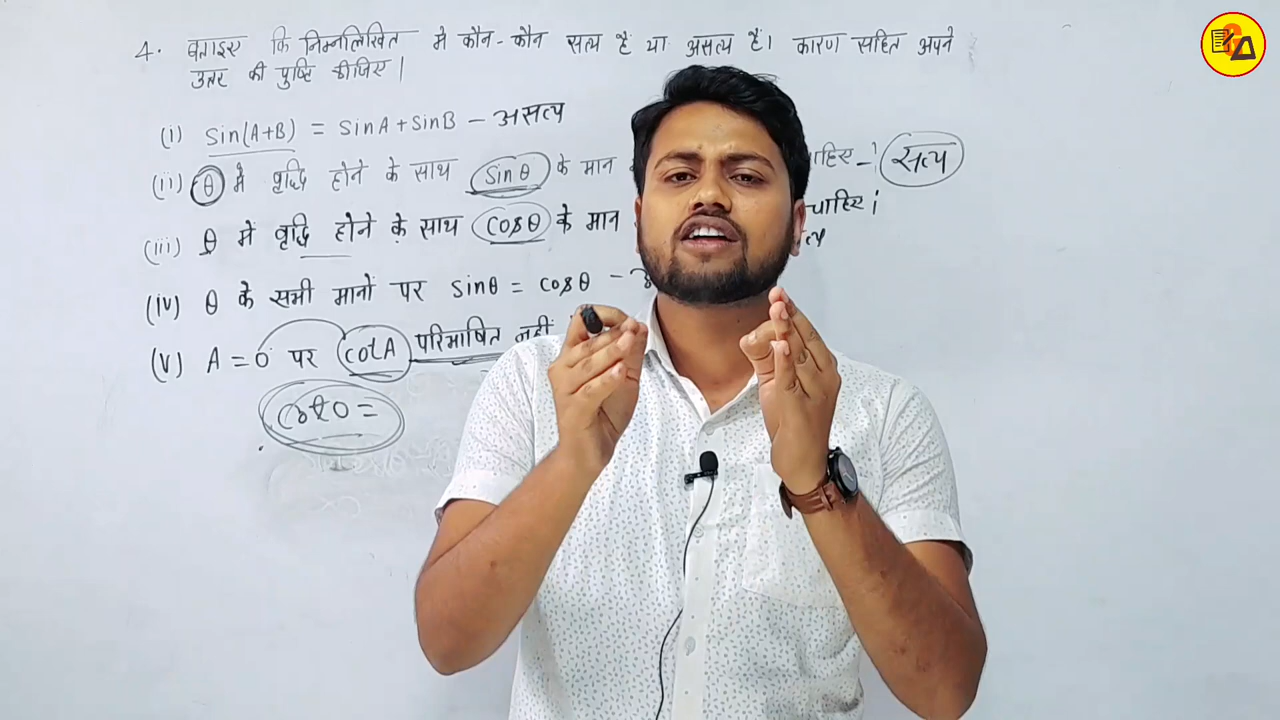 4. बताइए कि निम्नलिखित में कौन-कौन सत्य हैं या असत्य हैं। कारण सहित अपने
उत्तर की पुष्टि कीजिए।
(i) sin(A+B) = sinA + sinB - असत्य
(ii) θ में वृद्धि होने के साथ sinθ के मान - सत्य
(iii) θ में वृद्धि होने के साथ cosθ के मान चाहिए।
(iv) θ के सभी मानों पर sinθ = cosθ -
(v) A = 0 पर cotA परिभाषित नहीं
cot0 =